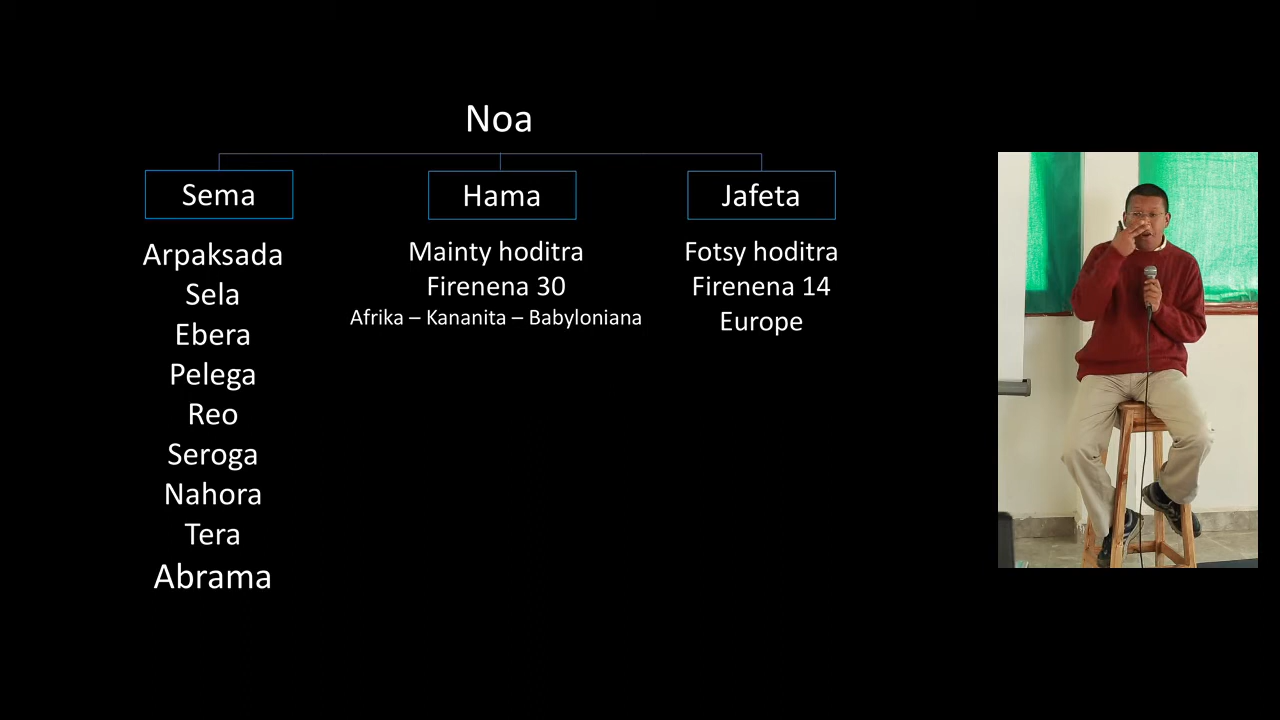 Noa
Sema
Hama
Jafeta
Arpaksada
Sela
Ebera
Pelega
Reo
Seroga
Nahora
Tera
Abrama
Mainty hoditra
Firenena 30
Afrika – Kananita – Babyloniana
Fotsy hoditra
Firenena 14
Europe